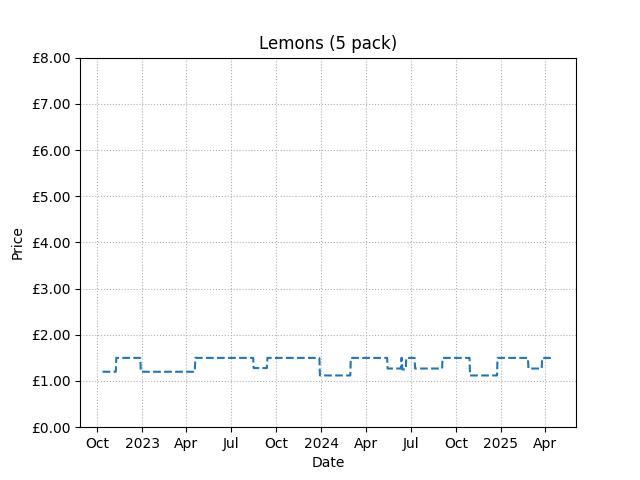 Lemons (5 pack)
£8.00
£7.00
£6.00
£5.00
£4.00
£3.00
£2.00
£1.00
£0.00
Price
Oct 2023 Apr Jul Oct 2024 Apr Jul Oct 2025 Apr
Date